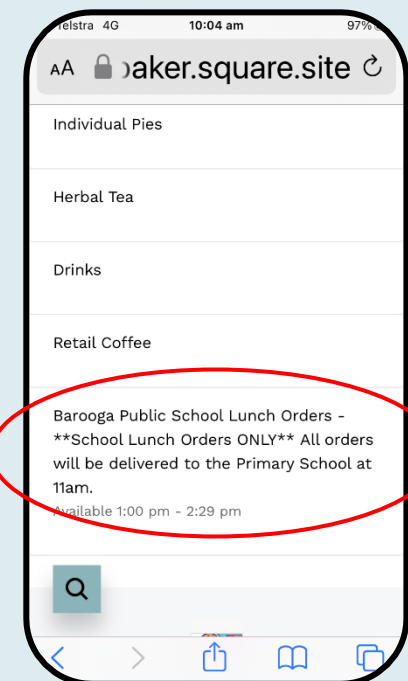 Telstra 4G 10:04 am 97%
AA baker.square.site
Individual Pies
Herbal Tea
Drinks
Retail Coffee
Barooga Public School Lunch Orders -
**School Lunch Orders ONLY** All orders
will be delivered to the Primary School at
11am.
Available 1:00 pm - 2:29 pm